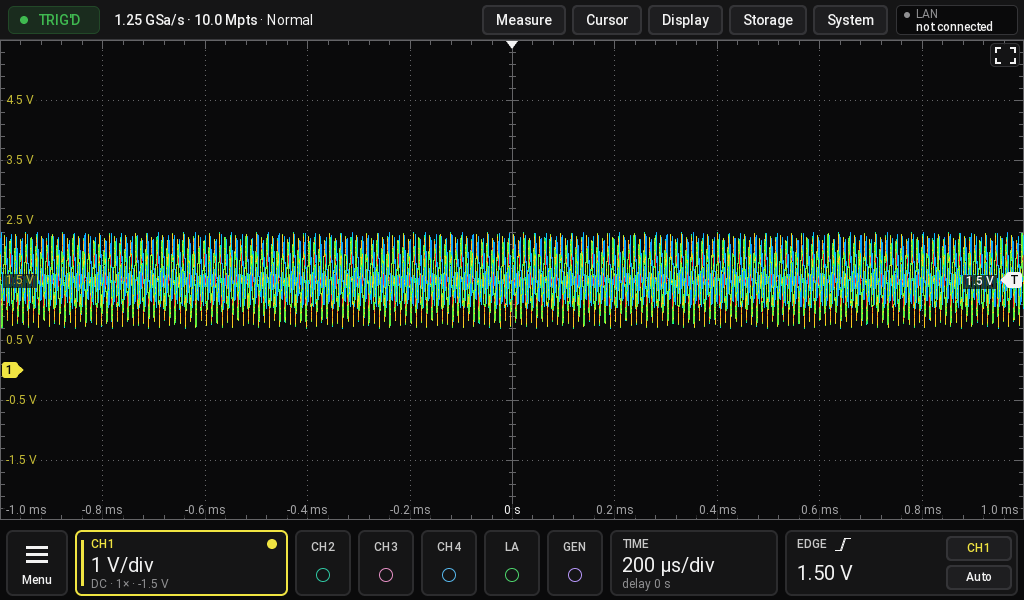 TRIG'D
1.25 GSa/s · 10.0 Mpts · Normal
Measure
Cursor
Display
Storage
System
LAN
not connected
4.5 V
3.5 V
2.5 V
1.5 V
1.5 V
T
0.5 V
1
-0.5 V
-1.5 V
-1.0 ms
-0.8 ms
-0.6 ms
-0.4 ms
-0.2 ms
0 s
0.2 ms
0.4 ms
0.6 ms
0.8 ms
1.0 ms
Menu
CH1
1 V/div
DC · 1× · -1.5 V
CH2
CH3
CH4
LA
GEN
TIME
200 µs/div
delay 0 s
EDGE
1.50 V
CH1
Auto